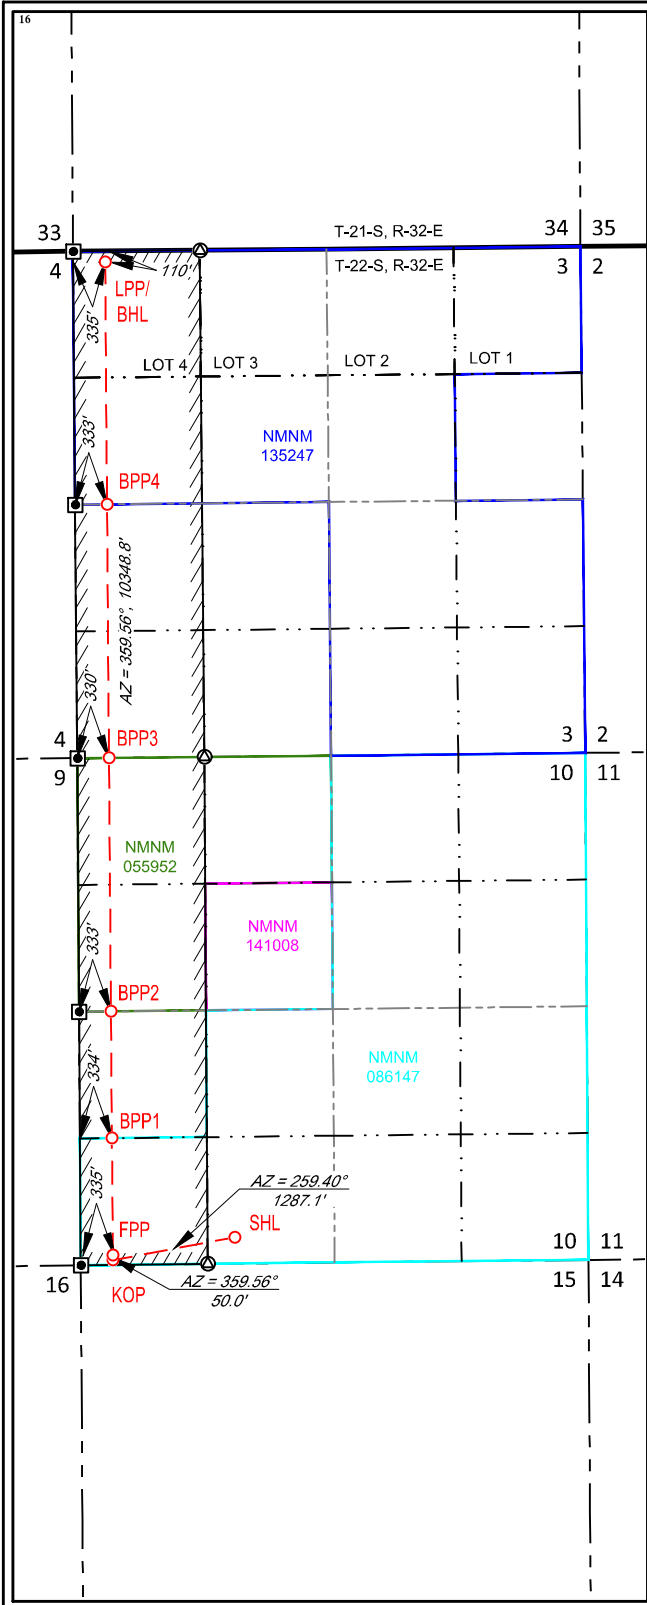 16
T-21-S, R-32-E
33
34
35
4
3
2
T-22-S, R-32-E
110'
LPP/
BHL
335'
LOT 4
LOT 3
LOT 2
LOT 1
NMNM
135247
333'
BPP4
AZ = 359.56°, 10348.8'
330'
4
BPP3
3
2
9
10
11
NMNM
055952
NMNM
141008
333'
BPP2
NMNM
086147
334'
BPP1
335'
AZ = 259.40°
1287.1'
FPP
SHL
10
11
16
15
14
KOP
AZ = 359.56°
50.0'